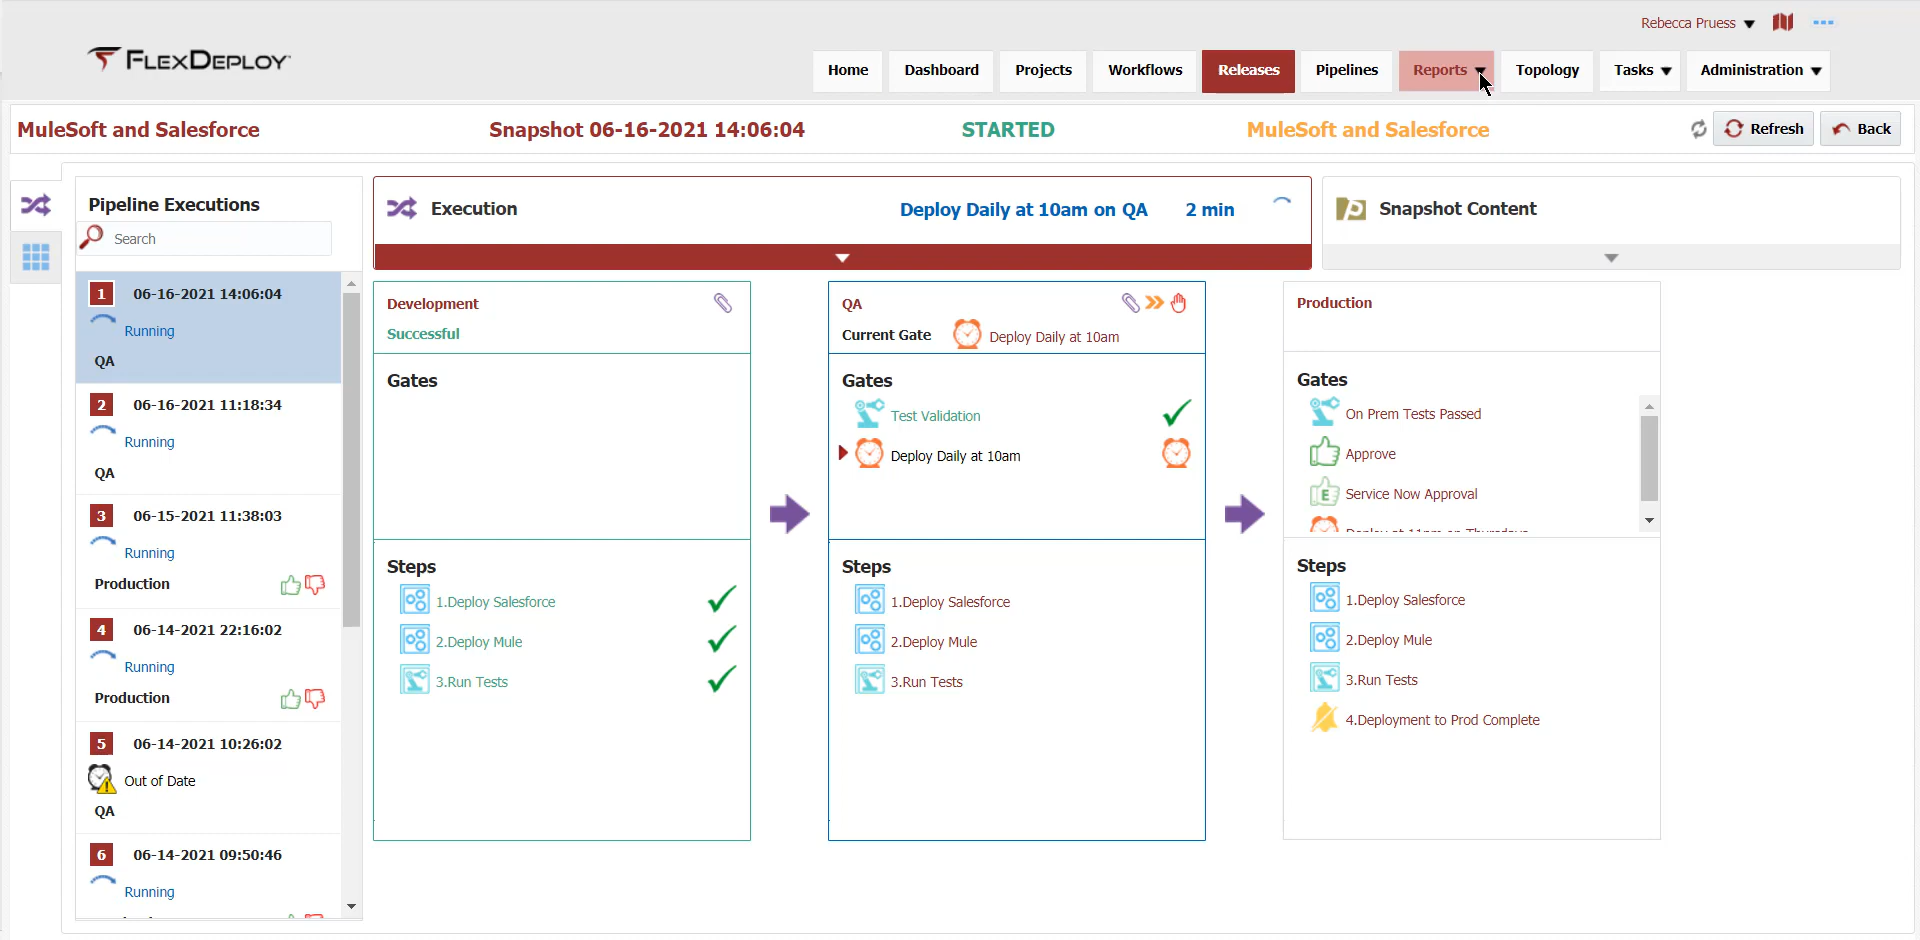 Rebecca Pruess
FLEXDEPLOY
Home Dashboard Projects Workflows Releases Pipelines Reports Topology Tasks Administration
MuleSoft and Salesforce Snapshot 06-16-2021 14:06:04 STARTED MuleSoft and Salesforce Refresh Back
Pipeline Executions
Search
1 06-16-2021 14:06:04
Running
QA
2 06-16-2021 11:18:34
Running
QA
3 06-15-2021 11:38:03
Running
Production
4 06-14-2021 22:16:02
Running
Production
5 06-14-2021 10:26:02
Out of Date
QA
6 06-14-2021 09:50:46
Running
Execution Deploy Daily at 10am on QA 2 min
Snapshot Content
Development
Successful
Gates
Steps
1.Deploy Salesforce
2.Deploy Mule
3.Run Tests
QA
Current Gate Deploy Daily at 10am
Gates
Test Validation
Deploy Daily at 10am
Steps
1.Deploy Salesforce
2.Deploy Mule
3.Run Tests
Production
Gates
On Prem Tests Passed
Approve
E Service Now Approval
Steps
1.Deploy Salesforce
2.Deploy Mule
3.Run Tests
4.Deployment to Prod Complete